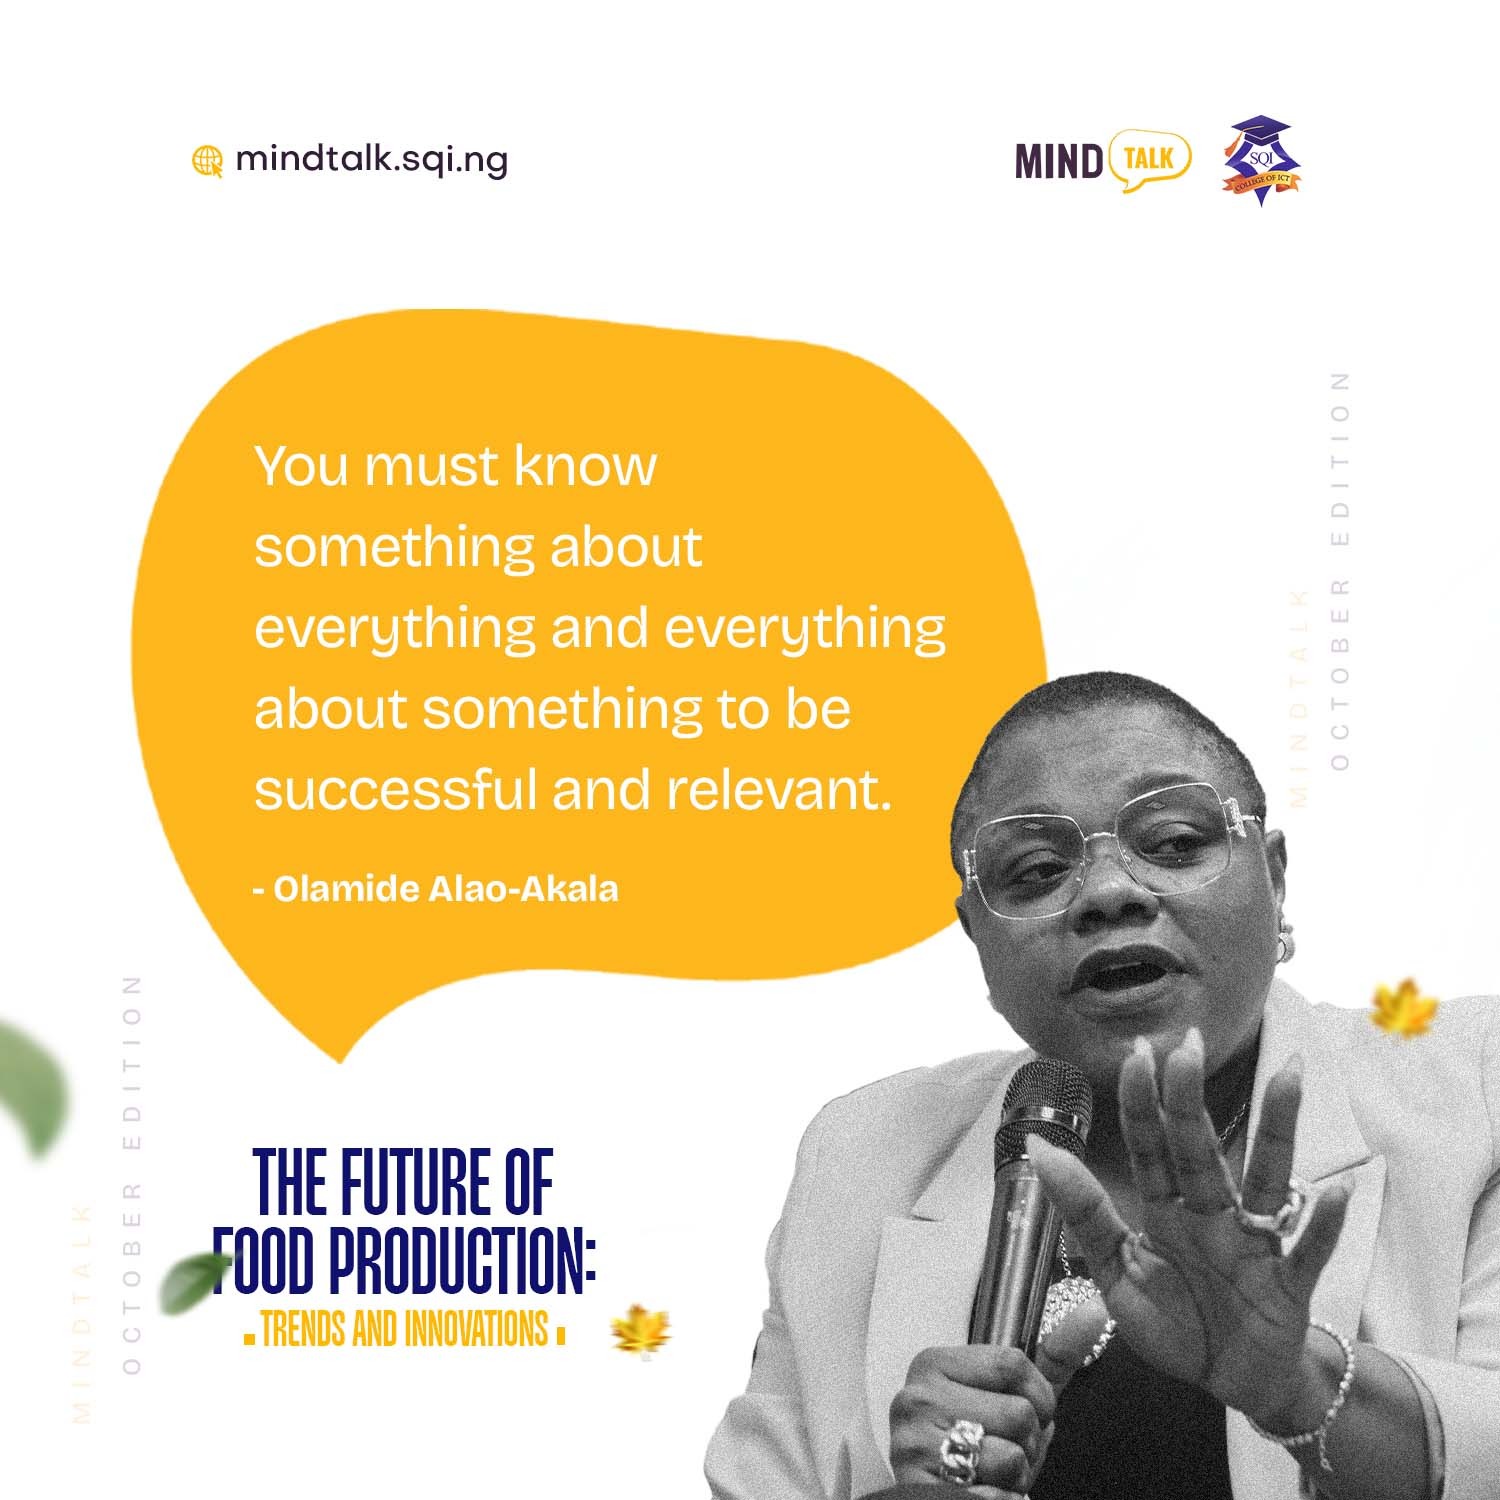 mindtalk.sqi.ng
MIND TALK
SQI
COLLEGE OF ICT
You must know
something about
everything and everything
about something to be
successful and relevant.
- Olamide Alao-Akala
MINDTALK
OCTOBER EDITION
MINDTALK
OCTOBER EDITION
THE FUTURE OF
FOOD PRODUCTION:
TRENDS AND INNOVATIONS